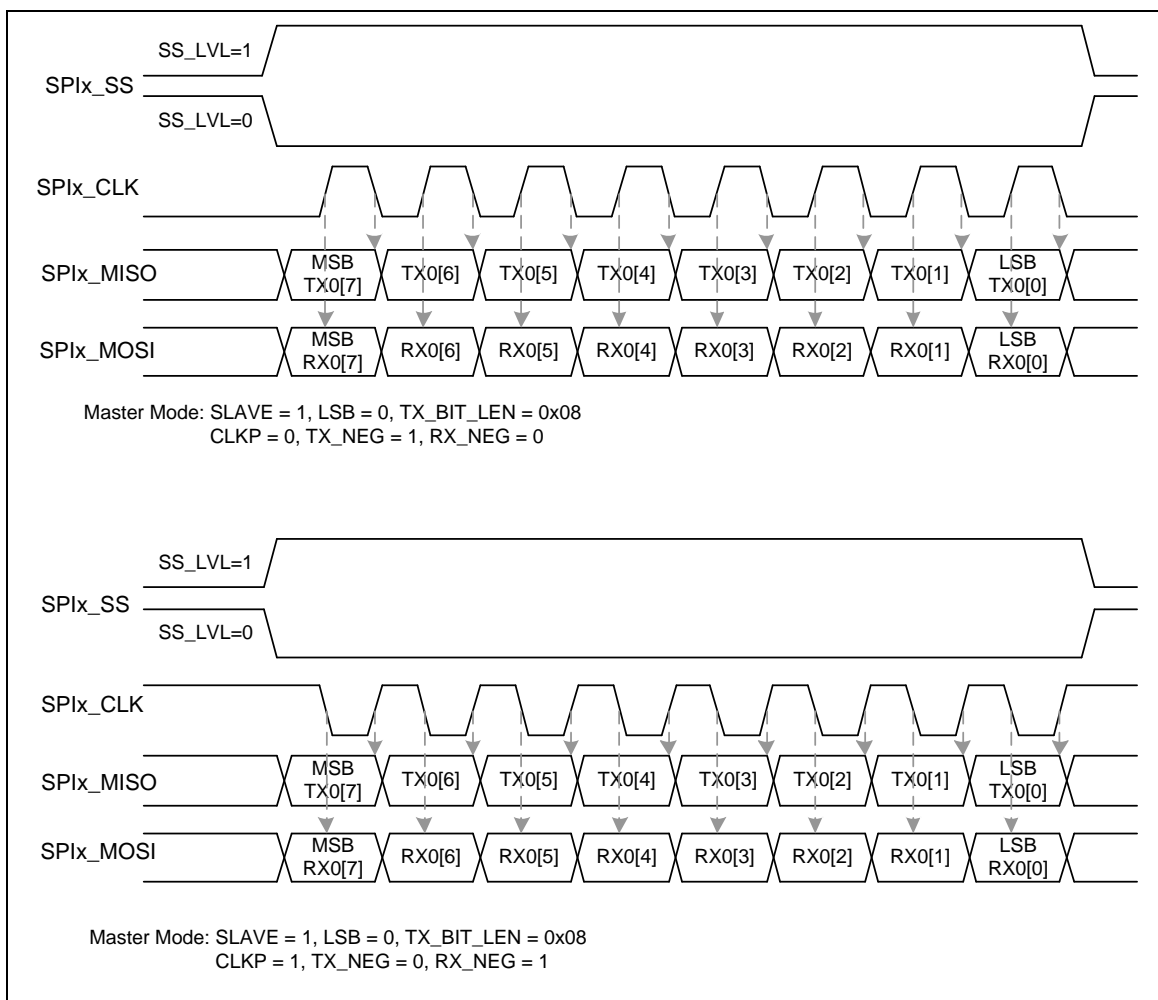 SS_LVL=1
SPIx_SS
SS_LVL=0
SPIx_CLK
SPIx_MISO
MSB TX0[7]
TX0[6]
TX0[5]
TX0[4]
TX0[3]
TX0[2]
TX0[1]
LSB TX0[0]
SPIx_MOSI
MSB RX0[7]
RX0[6]
RX0[5]
RX0[4]
RX0[3]
RX0[2]
RX0[1]
LSB RX0[0]
Master Mode: SLAVE = 1, LSB = 0, TX_BIT_LEN = 0x08
CLKP = 0, TX_NEG = 1, RX_NEG = 0
SS_LVL=1
SPIx_SS
SS_LVL=0
SPIx_CLK
SPIx_MISO
MSB TX0[7]
TX0[6]
TX0[5]
TX0[4]
TX0[3]
TX0[2]
TX0[1]
LSB TX0[0]
SPIx_MOSI
MSB RX0[7]
RX0[6]
RX0[5]
RX0[4]
RX0[3]
RX0[2]
RX0[1]
LSB RX0[0]
Master Mode: SLAVE = 1, LSB = 0, TX_BIT_LEN = 0x08
CLKP = 1, TX_NEG = 0, RX_NEG = 1